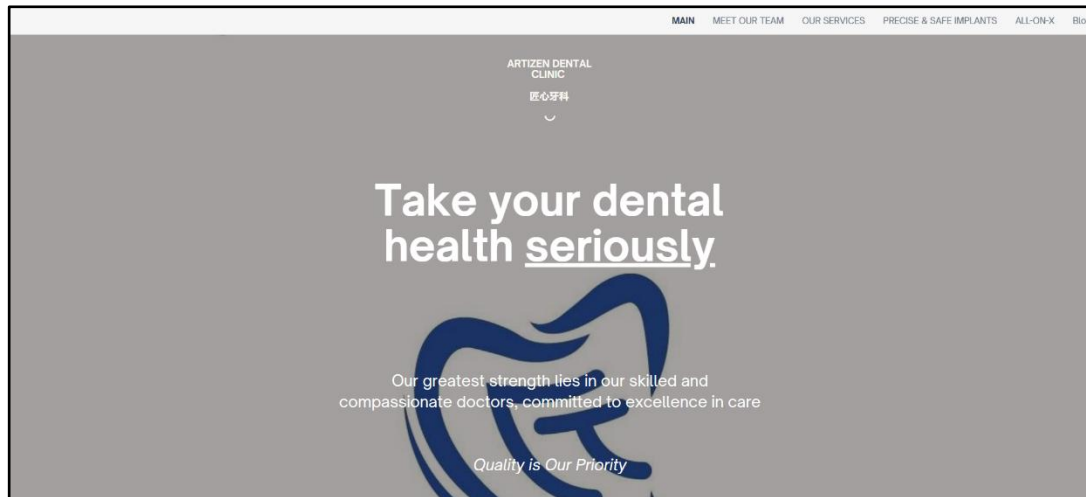 MAIN MEET OUR TEAM OUR SERVICES PRECISE & SAFE IMPLANTS ALL-ON-X Blo
ARTIZEN DENTAL
CLINIC
匠心牙科
Take your dental
health seriously
Our greatest strength lies in our skilled and
compassionate doctors, committed to excellence in care
Quality is Our Priority